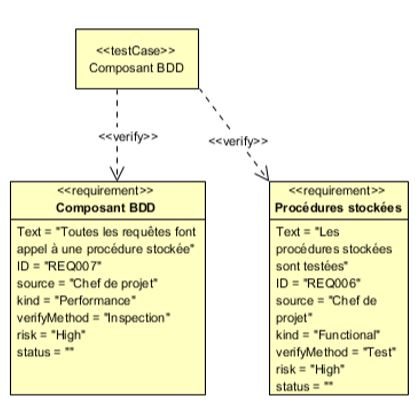 <<testCase>>
Composant BDD
<<verify>>
<<verify>>
<<requirement>>
Composant BDD
Text = "Toutes les requêtes font
appel à une procédure stockée"
ID = "REQ007"
source = "Chef de projet"
kind = "Performance"
verifyMethod = "Inspection"
risk = "High"
status = ""
<<requirement>>
Procédures stockées
Text = "Les
procédures stockées
sont testées"
ID = "REQ006"
source = "Chef de
projet"
kind = "Functional"
verifyMethod = "Test"
risk = "High"
status = ""